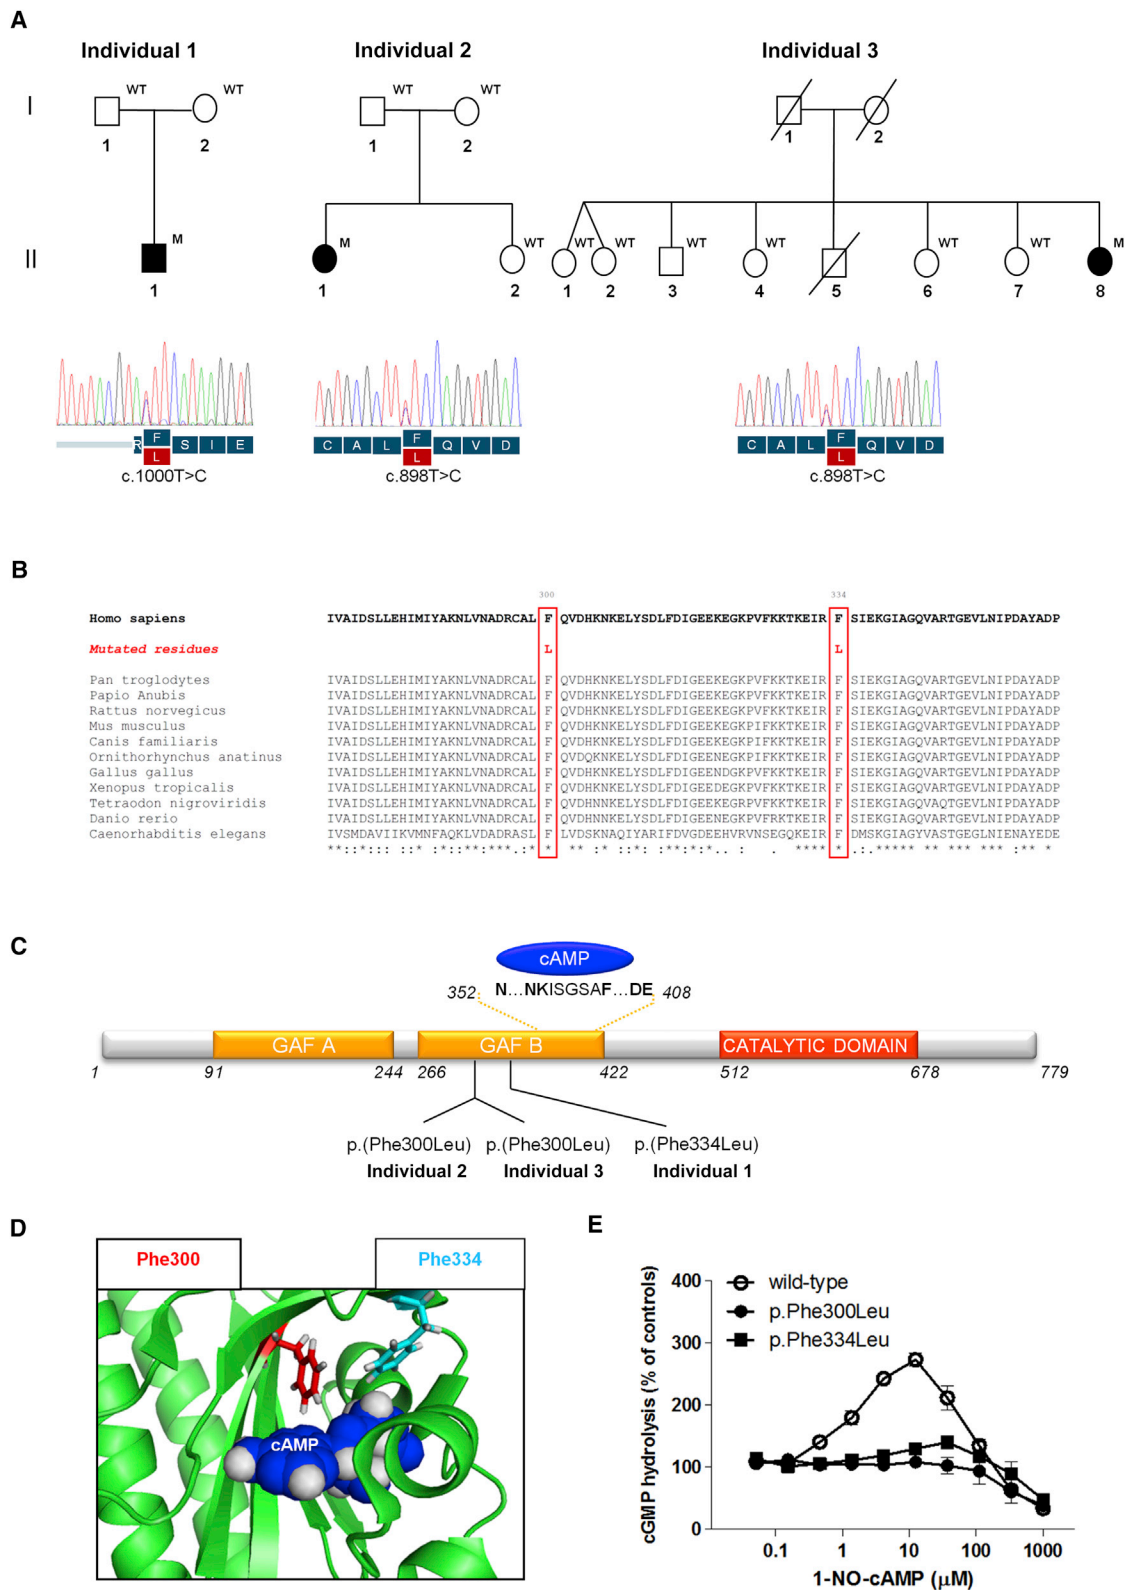 A
Individual 1 Individual 2 Individual 3
I
WT WT WT WT
1 2 1 2 1 2
II
M M WT WT WT WT WT WT WT M
1 1 2 1 2 3 4 5 6 7 8
R F S I E C A L F Q V D C A L F Q V D
L L L
c.1000T>C c.898T>C c.898T>C
B
300 334
Homo sapiens IVAIDSLLEHIMIYAKNLVNADRCAL F QVDHKNKELYSDLFDIGEEKEGKPVFKKTKEIR F SIEKGIAGQVARTGEVLNIPDAYADP
Mutated residues L L
Pan troglodytes IVAIDSLLEHIMIYAKNLVNADRCAL F QVDHKNKELYSDLFDIGEEKEGKPVFKKTKEIR F SIEKGIAGQVARTGEVLNIPDAYADP
Papio Anubis IVAIDSLLEHIMIYAKNLVNADRCAL F QVDHKNKELYSDLFDIGEEKEGKPVFKKTKEIR F SIEKGIAGQVARTGEVLNIPDAYADP
Rattus norvegicus IVAIDSLLEHIMIYAKNLVNADRCAL F QVDHKNKELYSDLFDIGEEKEGKPVFKKTKEIR F SIEKGIAGQVARTGEVLNIPDAYADP
Mus musculus IVAIDSLLEHIMIYAKNLVNADRCAL F QVDHKNKELYSDLFDIGEEKEGKPIFKKTKEIR F SIEKGIAGQVARTGEVLNIPDAYADP
Canis familiaris IVAIDSLLEHIMIYAKNLVNADRCAL F QVDHKNKELYSDLFDIGEEKEGKPIFKKTKEIR F SIEKGIAGQVARTGEVLNIPDAYADP
Ornithorhynchus anatinus IVAIDSLLEHIMIYAKNLVNADRCAL F QVDQKNKELYSDLFDIGEEKEGKPVFKKTKEIR F SIEKGIAGQVARTGEVLNIPDAYADP
Gallus gallus IVAIDSLLEHIMIYAKNLVNADRCAL F QVDHKNKELYSDLFDIGEENDGKPVFKKTKEIR F SIEKGIAGQVARTGEVLNIPDAYADP
Xenopus tropicalis IVAIDSLLEHIMIYAKNLVNADRCAL F QVDHKNKELYSDLFDIGEEDEGKPVFKKTKEIR F SIEKGIAGQVARTGEVLNIPDAYADP
Tetraodon nigroviridis IVAIDSLLEHIMIYAKNLVNADRCAL F QVDHNNKELYSDLFDIGEEKEGRPVFKKTKEIR F SIEKGIAGQVAQTGEVLNIPDAYADP
Danio rerio IVAIDSLLEHIMIYAKNLVNADRCAL F QVDHNNKELYSDLFDIGEEKEGKPVFRKTKEIR F SIEKGIAGQVARTGEVLNIPDAYADP
Caenorhabditis elegans IVSMDAVIIKVMNFAQKLVDADRASL F LVDSKNAQIYARIFDVGDEEHVRVNSEGQKEIR F DMSKGIAGYVASTGEGLNIENAYEDE
C
cAMP
352 N...NKISGSAF...DE 408
GAF A GAF B CATALYTIC DOMAIN
1 91 244 266 422 512 678 779
p.(Phe300Leu) p.(Phe300Leu) p.(Phe334Leu)
Individual 2 Individual 3 Individual 1
D
Phe300 Phe334
cAMP
E
cGMP hydrolysis (% of controls)
400
300
200
100
0
wild-type
p.Phe300Leu
p.Phe334Leu
0.1 1 10 100 1000
1-NO-cAMP (μM)